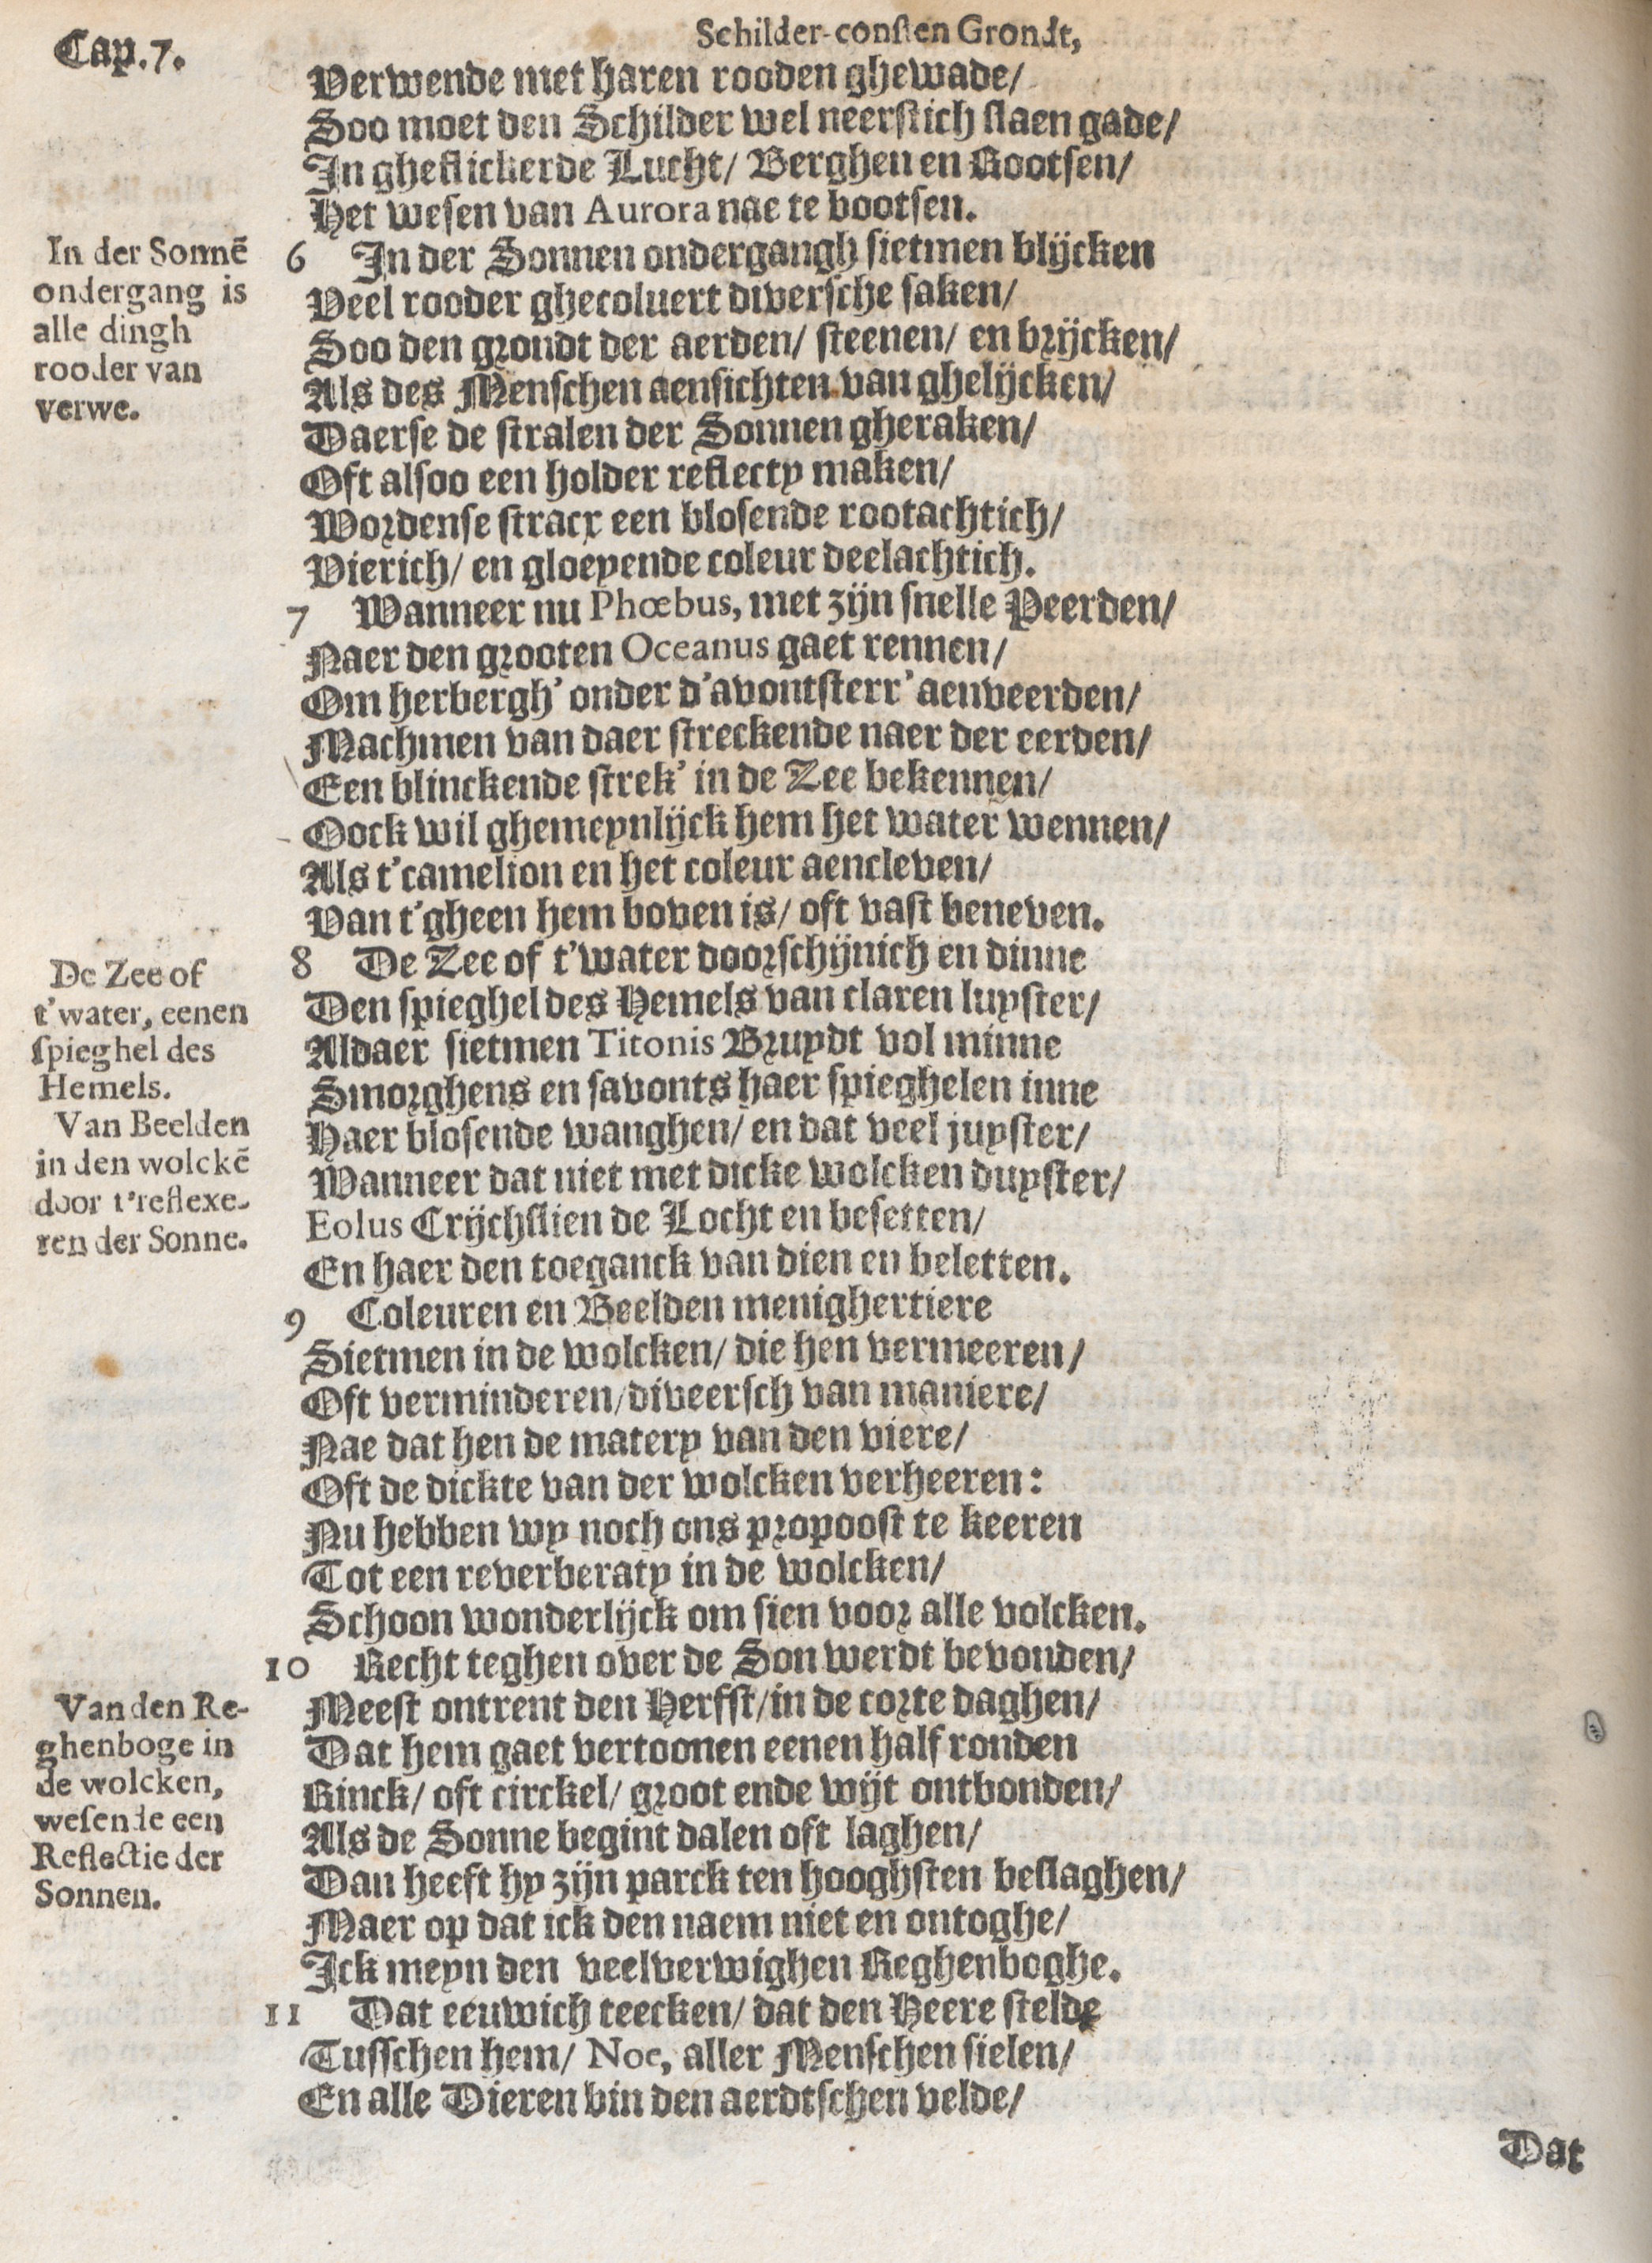 Schilder-consten Grondt,
Cap. 7.
Verwende met haren rooden ghewade/
Soo moet den Schilder wel neerstich slaen gade/
In gheflickerde Lucht/ Berghen en Rootsen/
Het wesen van Aurora nae te bootsen.
In der Sonnē
ondergang is
alle dingh
rooder van
verwe.
6 In der Sonnen ondergangh sietmen blijcken
Veel rooder ghecoluert diversche saken/
Soo den grondt der aerden/ steenen/ en brijcken/
Als des Menschen aensichten van ghelijcken/
Daerse de stralen der Sonnen gheraken/
Oft alsoo een holder reflecty maken/
Wordense stracx een blosende rootachtich/
Vierich/ en gloeyende coleur deelachtich.
7 Wanneer nu Phœbus, met zijn snelle Peerden/
Naer den grooten Oceanus gaet rennen/
Om herbergh' onder d'avontsterr' aenveerden/
Machmen van daer streckende naer der eerden/
Een blinckende strek' in de Zee bekennen/
Oock wil ghemeynlijck hem het water wennen/
Als t'camelion en het coleur aencleven/
Van t'gheen hem boven is/ oft vast beneven.
De Zee of
t'water, eenen
spieghel des
Hemels.
8 De Zee of t'water doorschijnich en dinne
Den spieghel des Hemels van claren luyster/
Aldaer sietmen Titonis Bruydt vol minne
Smorghens en savonts haer spieghelen inne
Haer blosende wanghen/ en dat veel juyster/
Wanneer dat niet met dicke wolcken duyster/
Eolus Crijchslien de Locht en besetten/
En haer den toeganck van dien en beletten.
Van Beelden
in den wolckē
door t'reflexe-
ren der Sonne.
9 Coleuren en Beelden menighertiere
Sietmen in de wolcken/ die hen vermeeren/
Oft verminderen/ diveersch van maniere/
Nae dat hen de matery van den viere/
Oft de dickte van der wolcken verheeren:
Nu hebben wy noch ons propoost te keeren
Tot een reverberaty in de wolcken/
Schoon wonderlijck om sien voor alle volcken.
10 Recht teghen over de Son werdt bevonden/
Meest ontrent den Herfst/ in de corte daghen/
Dat hem gaet vertoonen eenen half ronden
Rinck/ oft circkel/ groot ende wijt ontbonden/
Als de Sonne begint dalen oft laghen/
Dan heeft hy zijn parck ten hooghsten beslaghen/
Maer op dat ick den naem niet en ontoghe/
Ick meyn den veelverwighen Reghenboghe.
Van den Re-
ghenboge in
de wolcken,
wesende een
Reflectie der
Sonnen.
11 Dat eeuwich teecken/ dat den Heere stelde
Tusschen hem/ Noe, aller Menschen sielen/
En alle Dieren bin den aerdtschen velde/
Dat